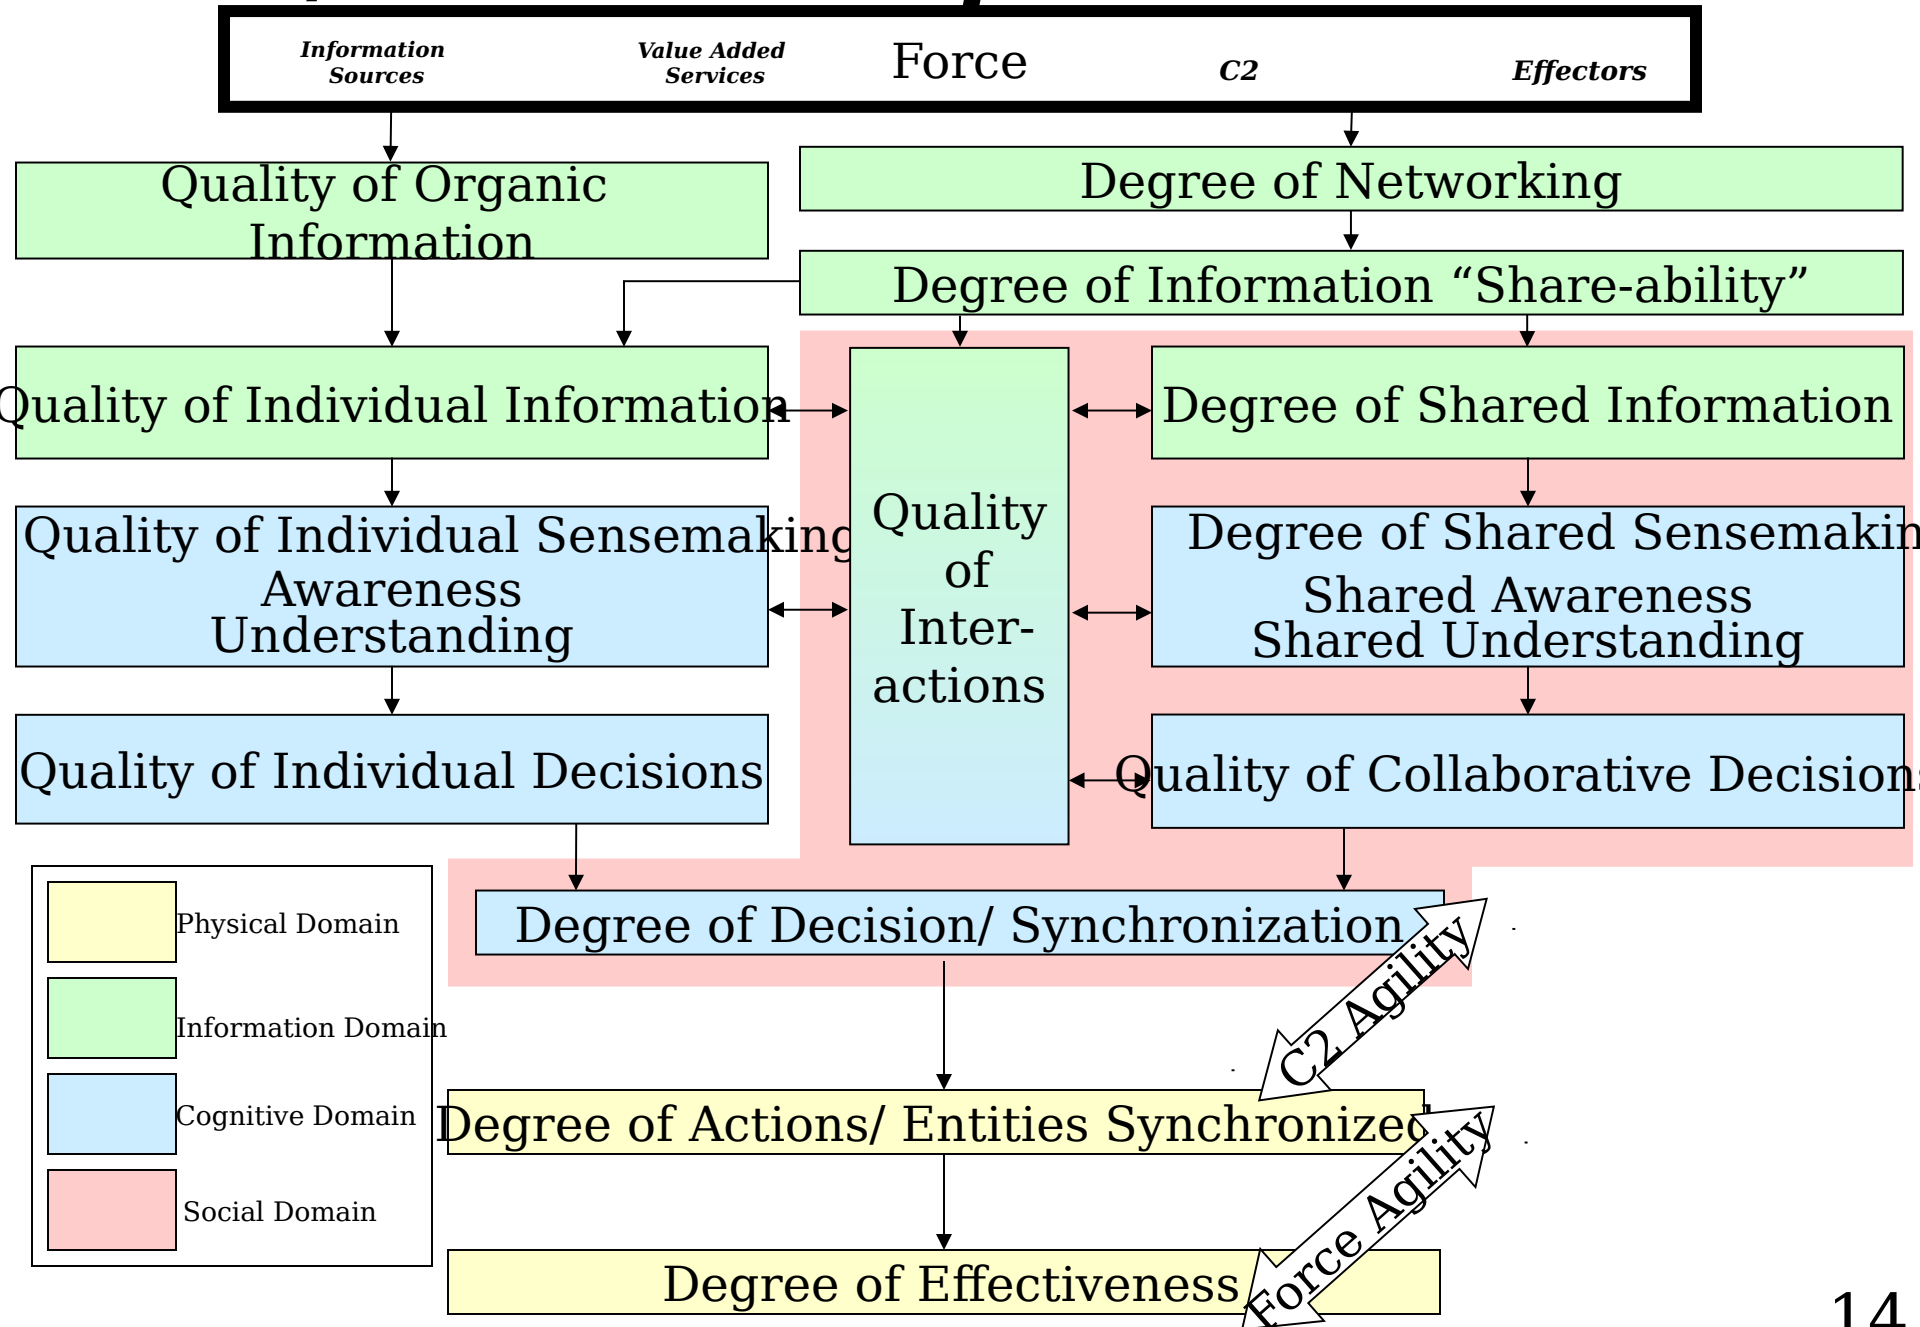 Information
Sources
Value Added
Services
Force
C2
Effectors
Quality of Organic
Information
Degree of Networking
Degree of Information “Share-ability”
Quality of Individual Information
Degree of Shared Information
Quality
of
Inter-
actions
Quality of Individual Sensemaking
Awareness
Understanding
Degree of Shared Sensemakin
Shared Awareness
Shared Understanding
Quality of Individual Decisions
Quality of Collaborative Decisions
Degree of Decision/ Synchronization
C2 Agility
Physical Domain
Information Domain
Cognitive Domain
Social Domain
Degree of Actions/ Entities Synchronized
Force Agility
Degree of Effectiveness
14